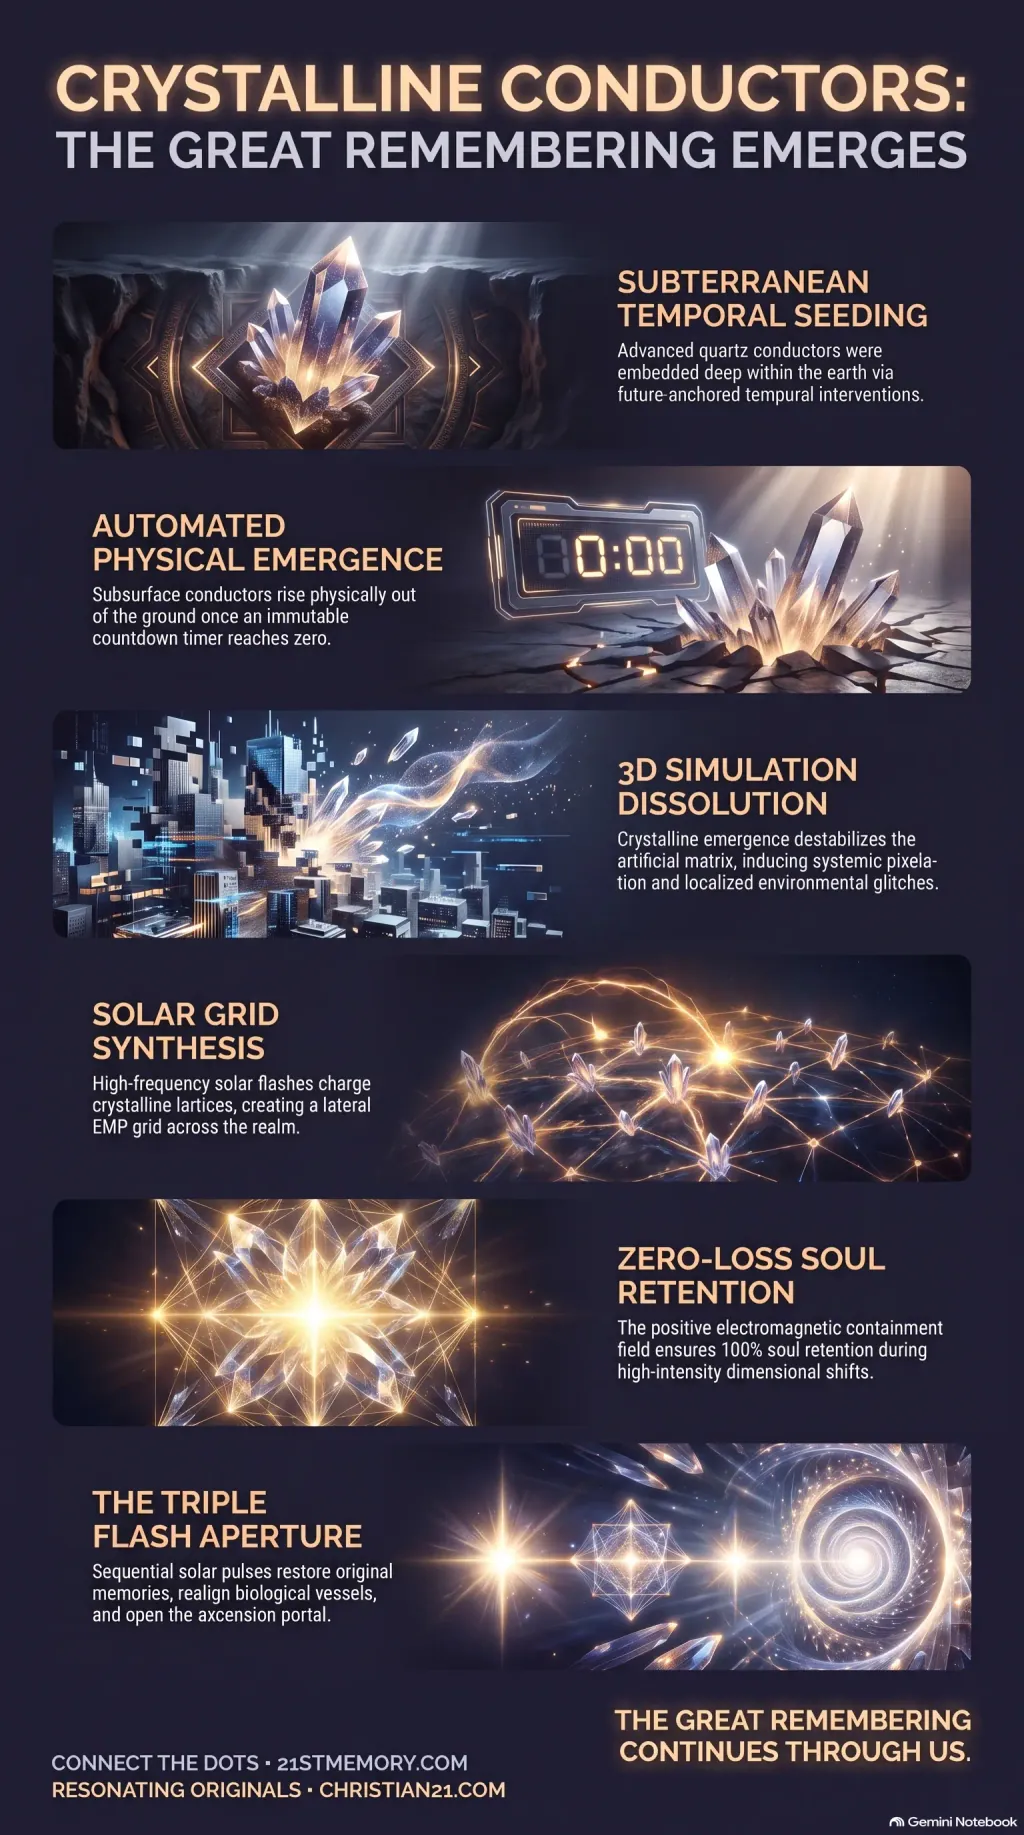 CRYSTALLINE CONDUCTORS:
THE GREAT REMEMBERING EMERGES
SUBTERRANEAN
TEMPORAL SEEDING
Advanced quartz conductors were
embedded deep within the earth via
future-anchored tempural interventions.
AUTOMATED
PHYSICAL EMERGENCE
Subsurface conductors rise physically out
of the ground once an immutable
countdown timer reaches zero.
0:00
3D SIMULATION
DISSOLUTION
Crystalline emergence destabilizes the
artificial matrix, inducing systemic pixela-
tion and localized environmental glitches.
SOLAR GRID
SYNTHESIS
High-frequency solar flashes charge
crystalline lartices, creating a lateral
EMP grid across the realm.
ZERO-LOSS SOUL
RETENTION
The positive electromagnetic containment
field ensures 100% soul retention during
high-intensity dimensional shifts.
THE TRIPLE
FLASH APERTURE
Sequential solar pulses restore original
memories, realign biological vessels,
and open the axcension portal.
THE GREAT REMEMBERING
CONTINUES THROUGH US.
CONNECT THE DOTS • 21STMEMORY.COM
RESONATING ORIGINALS • CHRISTIAN21.COM
Gemini Notebook